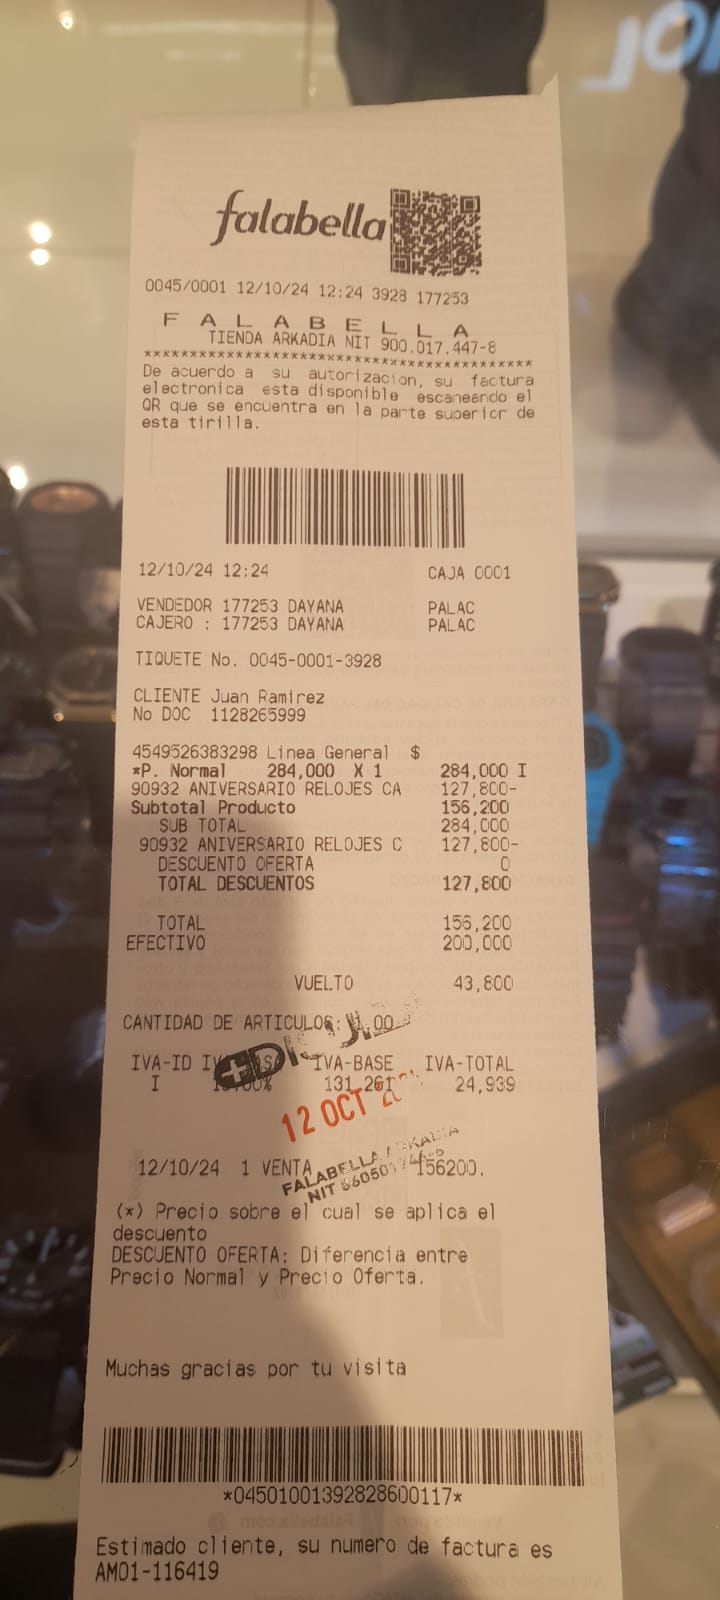 falabella
0045/0001 12/10/24 12:24 3928 177253
F A L A B E L L A
TIENDA ARKADIA NIT 900.017.447-8
******************************************
De acuerdo a su autorizacion, su factura
electronica esta disponible escaneando el
QR que se encuentra en la parte superior de
esta tirilla.
12/10/24 12:24 CAJA 0001
VENDEDOR 177253 DAYANA PALAC
CAJERO : 177253 DAYANA PALAC
TIQUETE No. 0045-0001-3928
CLIENTE Juan Ramirez
No DOC 1128265999
4549526383298 Linea General $
*P. Normal 284,000 X 1 284,000 I
90932 ANIVERSARIO RELOJES CA 127,800-
Subtotal Producto 156,200
SUB TOTAL 284,000
90932 ANIVERSARIO RELOJES C 127,800-
DESCUENTO OFERTA 0
TOTAL DESCUENTOS 127,800
TOTAL 156,200
EFECTIVO 200,000
VUELTO 43,800
CANTIDAD DE ARTICULOS: 1.00
IVA-ID IVA-BASE IVA-TOTAL
I 131,261 24,939
12 OCT
12/10/24 1 VENTA 156200.
FALABELLA
NIT
(*) Precio sobre el cual se aplica el
descuento
DESCUENTO OFERTA: Diferencia entre
Precio Normal y Precio Oferta.
Muchas gracias por tu visita
*04501001392828600117*
Estimado cliente, su numero de factura es
AM01-116419